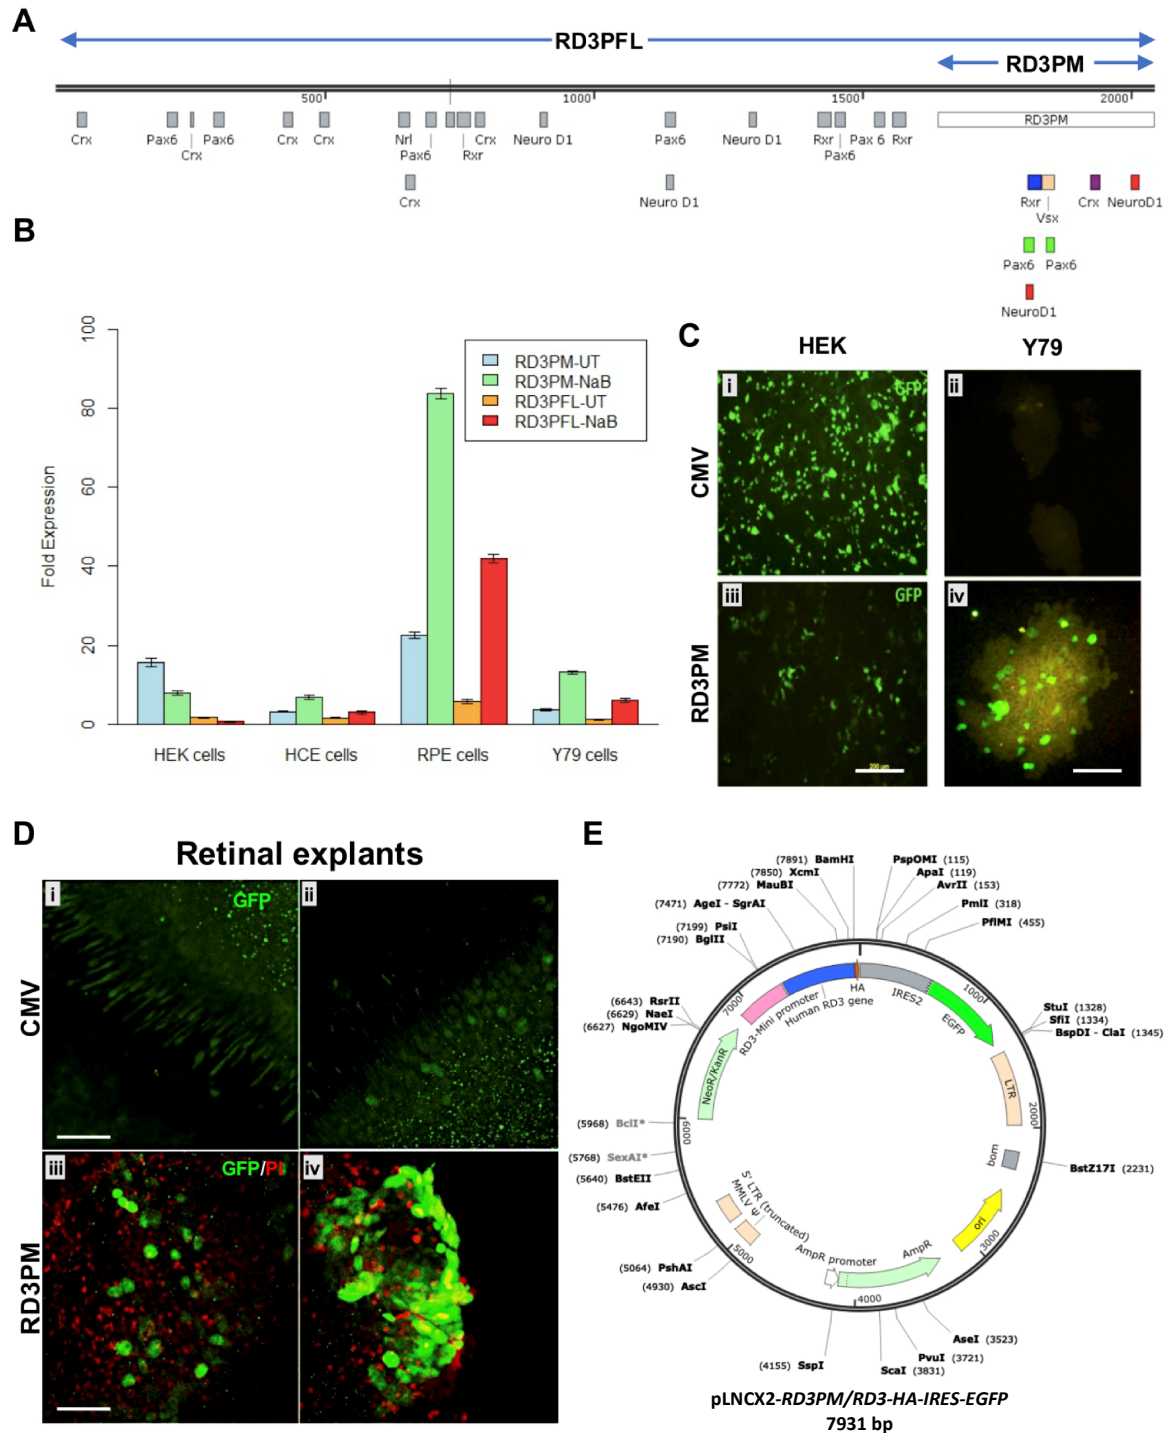 A
RD3PFL
RD3PM
500
1000
1500
2000
Crx
Pax6
Crx
Pax6
Crx
Crx
Nrl
Pax6
Rxr
Crx
Neuro D1
Pax6
Neuro D1
Rxr
Pax6
Pax 6
Rxr
RD3PM
Crx
Neuro D1
Rxr
Vsx
Crx
NeuroD1
Pax6
Pax6
NeuroD1
B
Fold Expression
0
20
40
60
80
100
RD3PM-UT
RD3PM-NaB
RD3PFL-UT
RD3PFL-NaB
HEK cells
HCE cells
RPE cells
Y79 cells
C
HEK
Y79
CMV
i
GFP
ii
RD3PM
iii
GFP
200 um
iv
D
Retinal explants
CMV
i
GFP
ii
RD3PM
iii
GFP/PI
iv
E
(7891) BamHI
(7850) XcmI
(7772) MauBI
(7471) AgeI - SgrAI
(7199) PsiI
(7190) BglII
(6643) RsrII
(6629) NaeI
(6627) NgoMIV
(5968) BclI*
(5768) SexAI*
(5640) BstEII
(5476) AfeI
(5064) PshAI
(4930) AscI
(4155) SspI
PspOMI (115)
ApaI (119)
AvrII (153)
PmlI (318)
PflMI (455)
StuI (1328)
SfiI (1334)
BspDI - ClaI (1345)
BstZ17I (2231)
AseI (3523)
PvuI (3721)
ScaI (3831)
1000
2000
3000
4000
5000
6000
7000
RD3-Mini promoter
Human RD3 gene
HA
IRES2
EGFP
LTR
bom
ori
AmpR
AmpR promoter
5' LTR (truncated)
MMLV Ψ
NeoR/KanR
pLNCX2-RD3PM/RD3-HA-IRES-EGFP
7931 bp